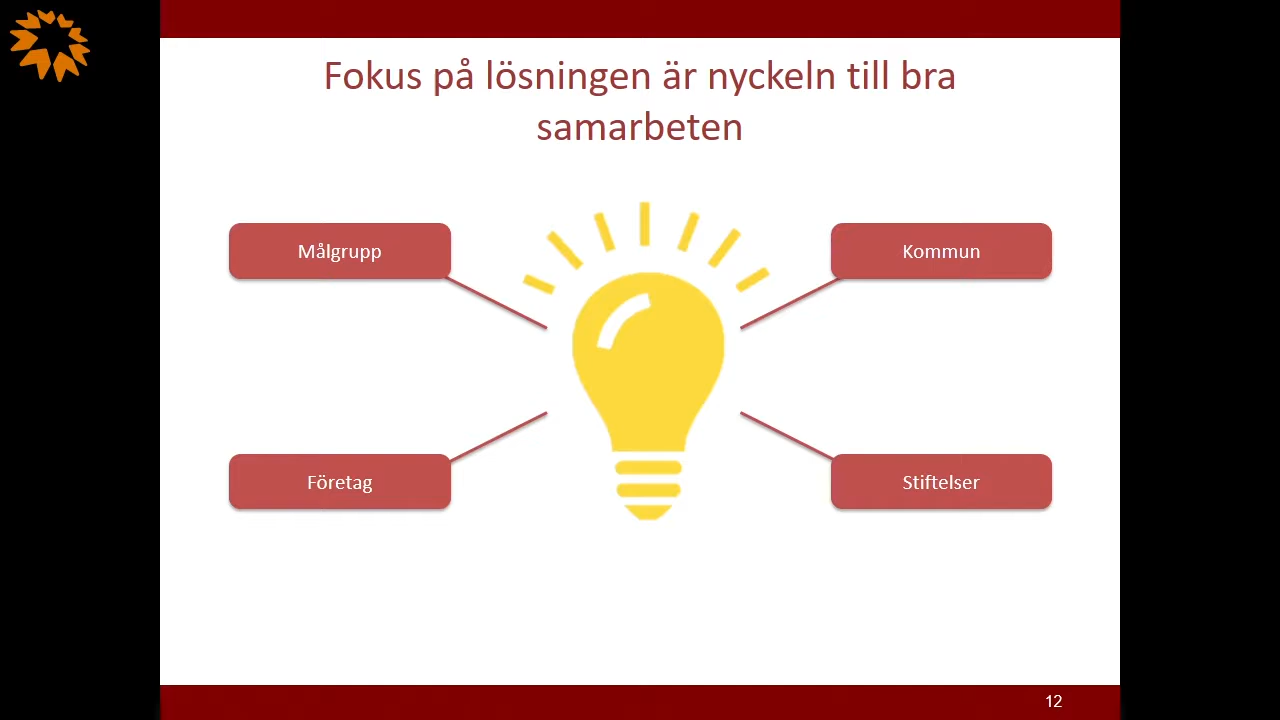 Fokus på lösningen är nyckeln till bra
samarbeten
Målgrupp
Kommun
Företag
Stiftelser
12